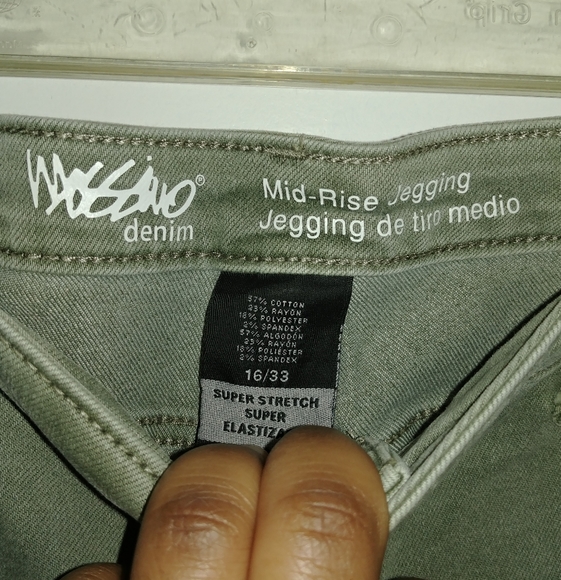 Mossimo®
denim
Mid-Rise Jegging
Jegging de tiro medio
57% COTTON
23% RAYON
18% POLYESTER
2% SPANDEX
57% ALGODÓN
23% RAYÓN
18% POLIÉSTER
2% SPANDEX
16/33
SUPER STRETCH
SUPER